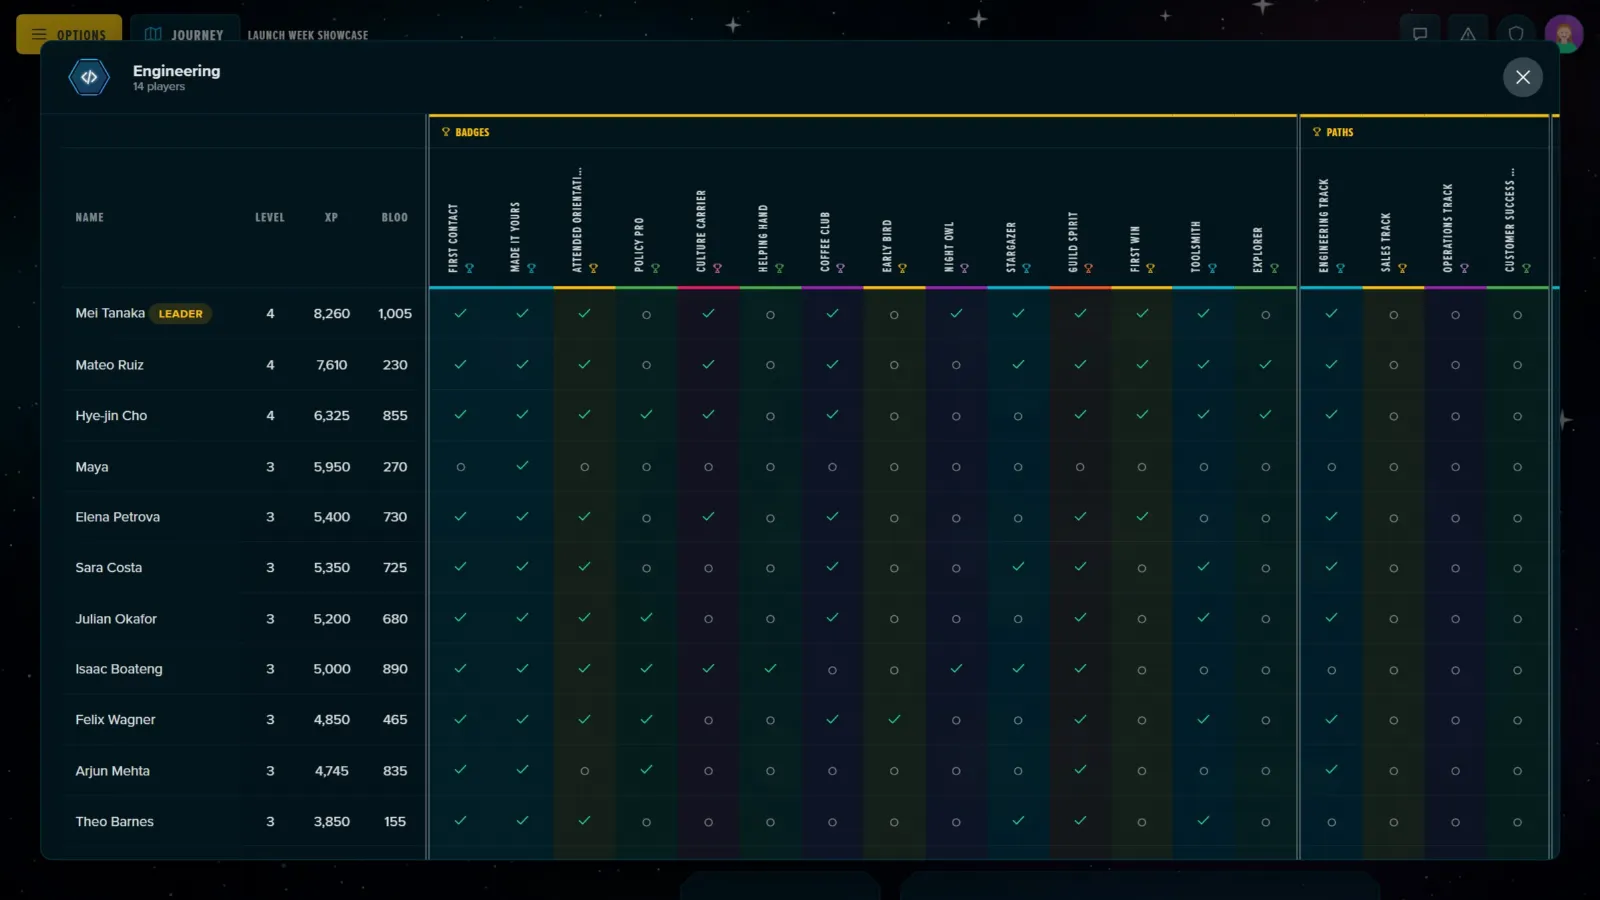 OPTIONS
JOURNEY
LAUNCH WEEK SHOWCASE
Engineering
14 players
BADGES
PATHS
NAME
LEVEL
XP
BLOO
FIRST CONTACT
MADE IT YOURS
ATTENDED ORIENTATI...
POLICY PRO
CULTURE CARRIER
HELPING HAND
COFFEE CLUB
EARLY BIRD
NIGHT OWL
STARGAZER
GUILD SPIRIT
FIRST WIN
TOOLSMITH
EXPLORER
ENGINEERING TRACK
SALES TRACK
OPERATIONS TRACK
CUSTOMER SUCCESS ...
Mei Tanaka LEADER 4 8,260 1,005
Mateo Ruiz 4 7,610 230
Hye-jin Cho 4 6,325 855
Maya 3 5,950 270
Elena Petrova 3 5,400 730
Sara Costa 3 5,350 725
Julian Okafor 3 5,200 680
Isaac Boateng 3 5,000 890
Felix Wagner 3 4,850 465
Arjun Mehta 3 4,745 835
Theo Barnes 3 3,850 155